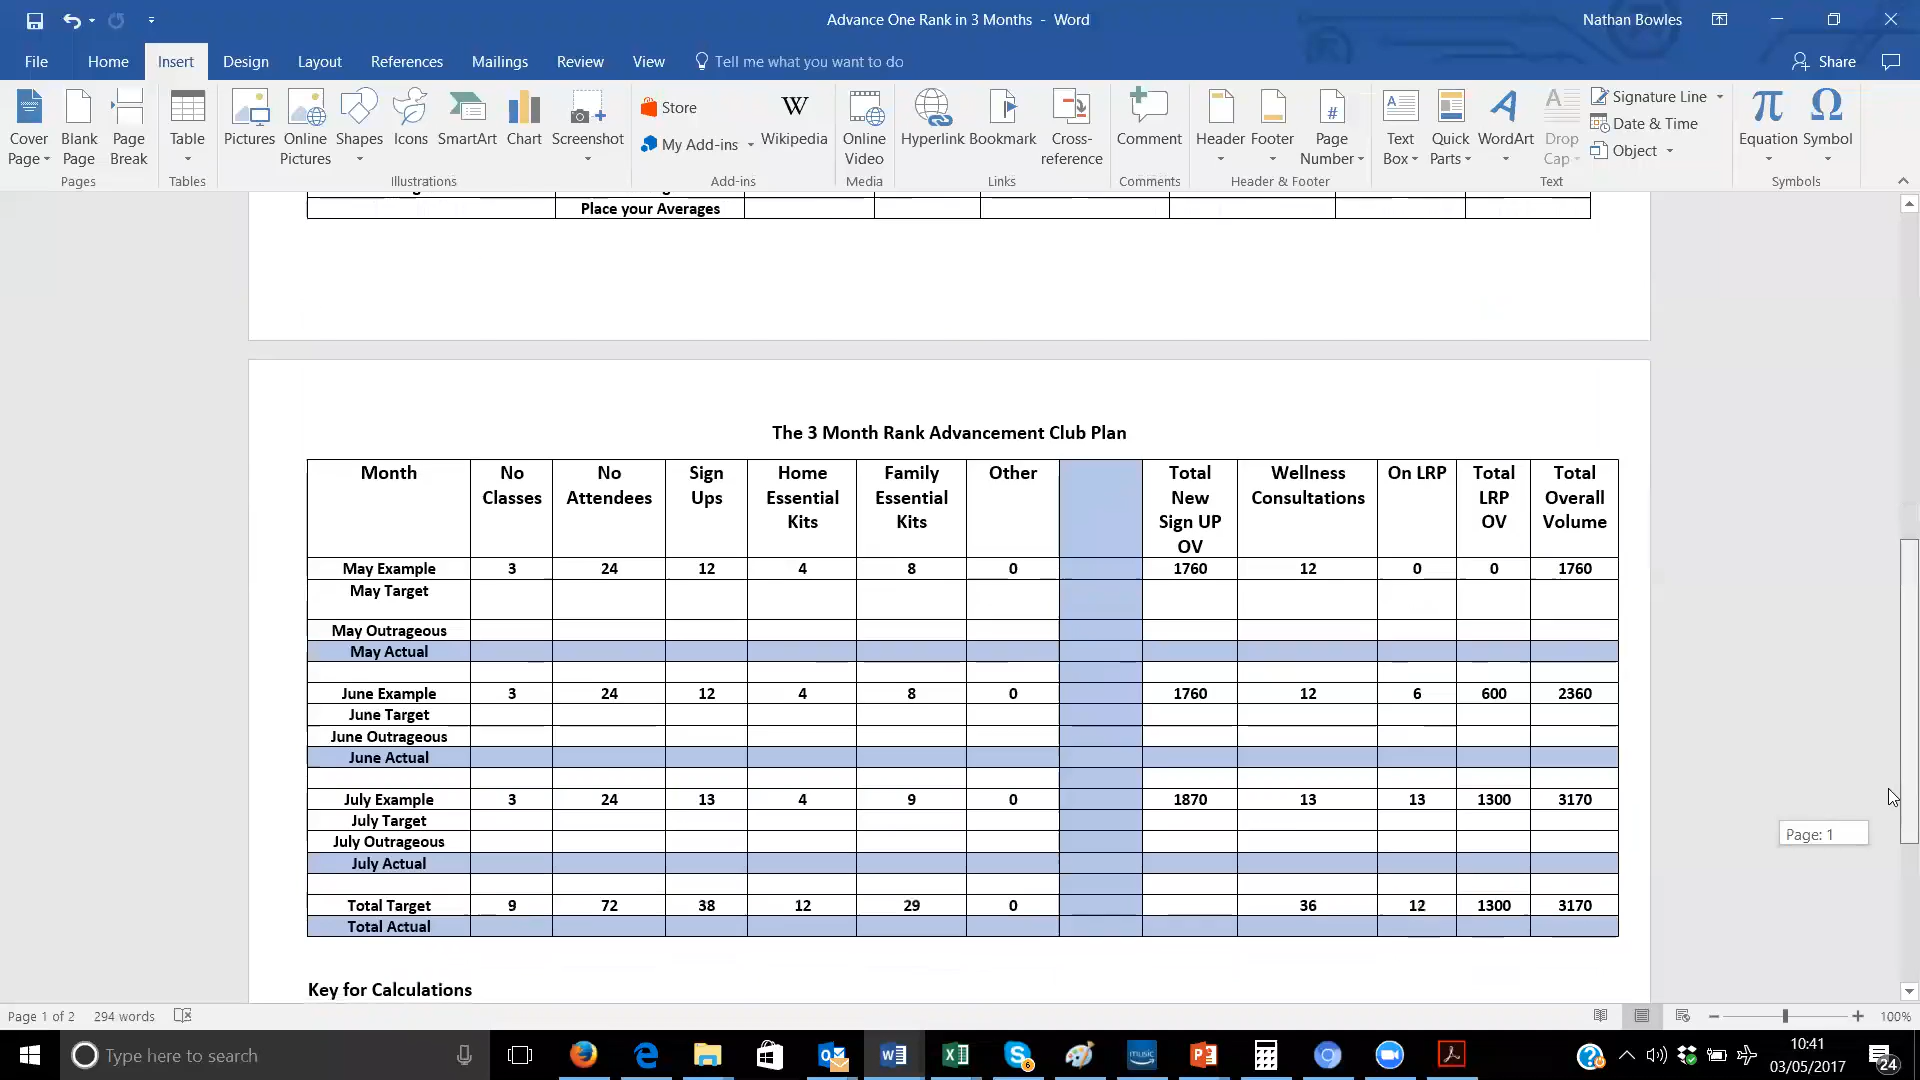 Advance One Rank in 3 Months - Word
Nathan Bowles
File Home Insert Design Layout References Mailings Review View Tell me what you want to do Share
Cover Page
Blank Page
Page Break
Table
Pictures
Online Pictures
Shapes
Icons
SmartArt
Chart
Screenshot
Store
My Add-ins
Wikipedia
Online Video
Hyperlink
Bookmark
Cross-reference
Comment
Header
Footer
Page Number
Text Box
Quick Parts
WordArt
Drop Cap
Signature Line
Date & Time
Object
Equation
Symbol
Pages Tables Illustrations Add-ins Media Links Comments Header & Footer Text Symbols
Place your Averages
The 3 Month Rank Advancement Club Plan
Month No Classes No Attendees Sign Ups Home Essential Kits Family Essential Kits Other Total New Sign UP OV Wellness Consultations On LRP Total LRP OV Total Overall Volume
May Example 3 24 12 4 8 0 1760 12 0 0 1760
May Target
May Outrageous
May Actual
June Example 3 24 12 4 8 0 1760 12 6 600 2360
June Target
June Outrageous
June Actual
July Example 3 24 13 4 9 0 1870 13 13 1300 3170
July Target
July Outrageous
July Actual
Total Target 9 72 38 12 29 0 36 12 1300 3170
Total Actual
Page: 1
Key for Calculations
Page 1 of 2 294 words 100%
Type here to search
music
6
10:41
03/05/2017
24